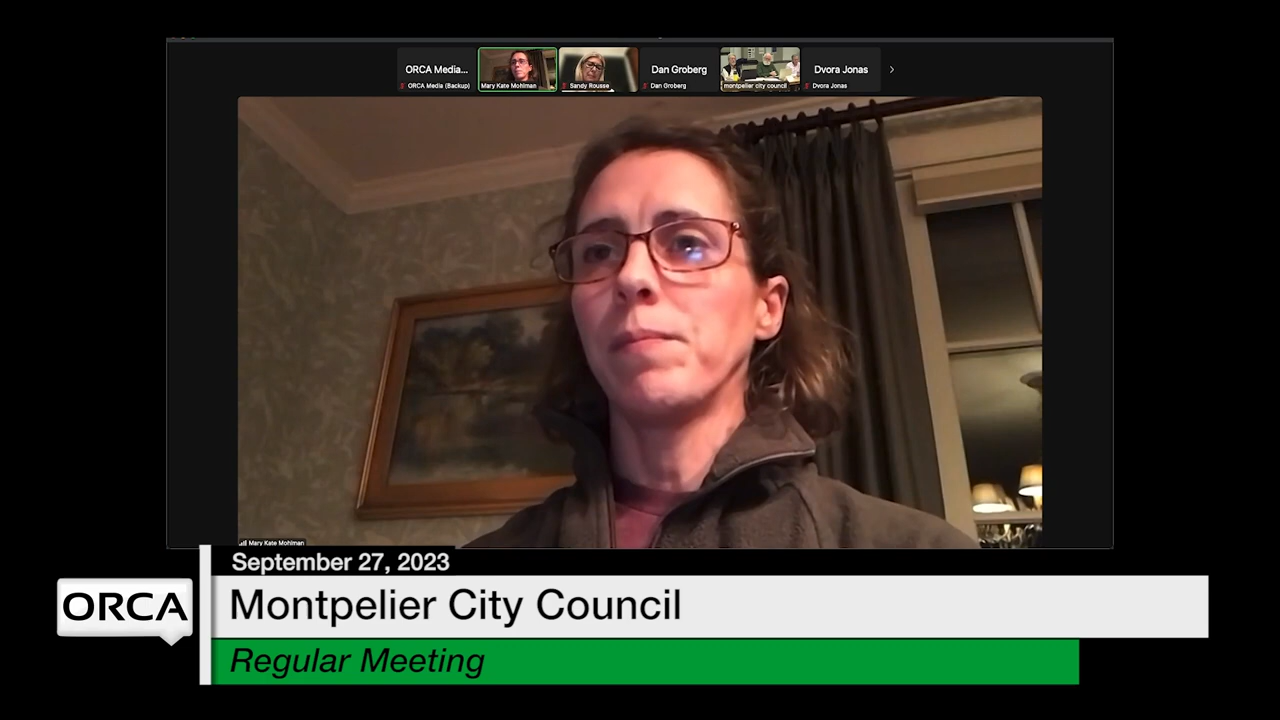 ORCA Media...
Dan Groberg
Dvora Jonas
ORCA Media (Backup)
Mary Kate Mohlman
Sandy Rousse
Dan Groberg
montpelier city council
Dvora Jonas
Mary Kate Mohlman
September 27, 2023
ORCA
Montpelier City Council
Regular Meeting